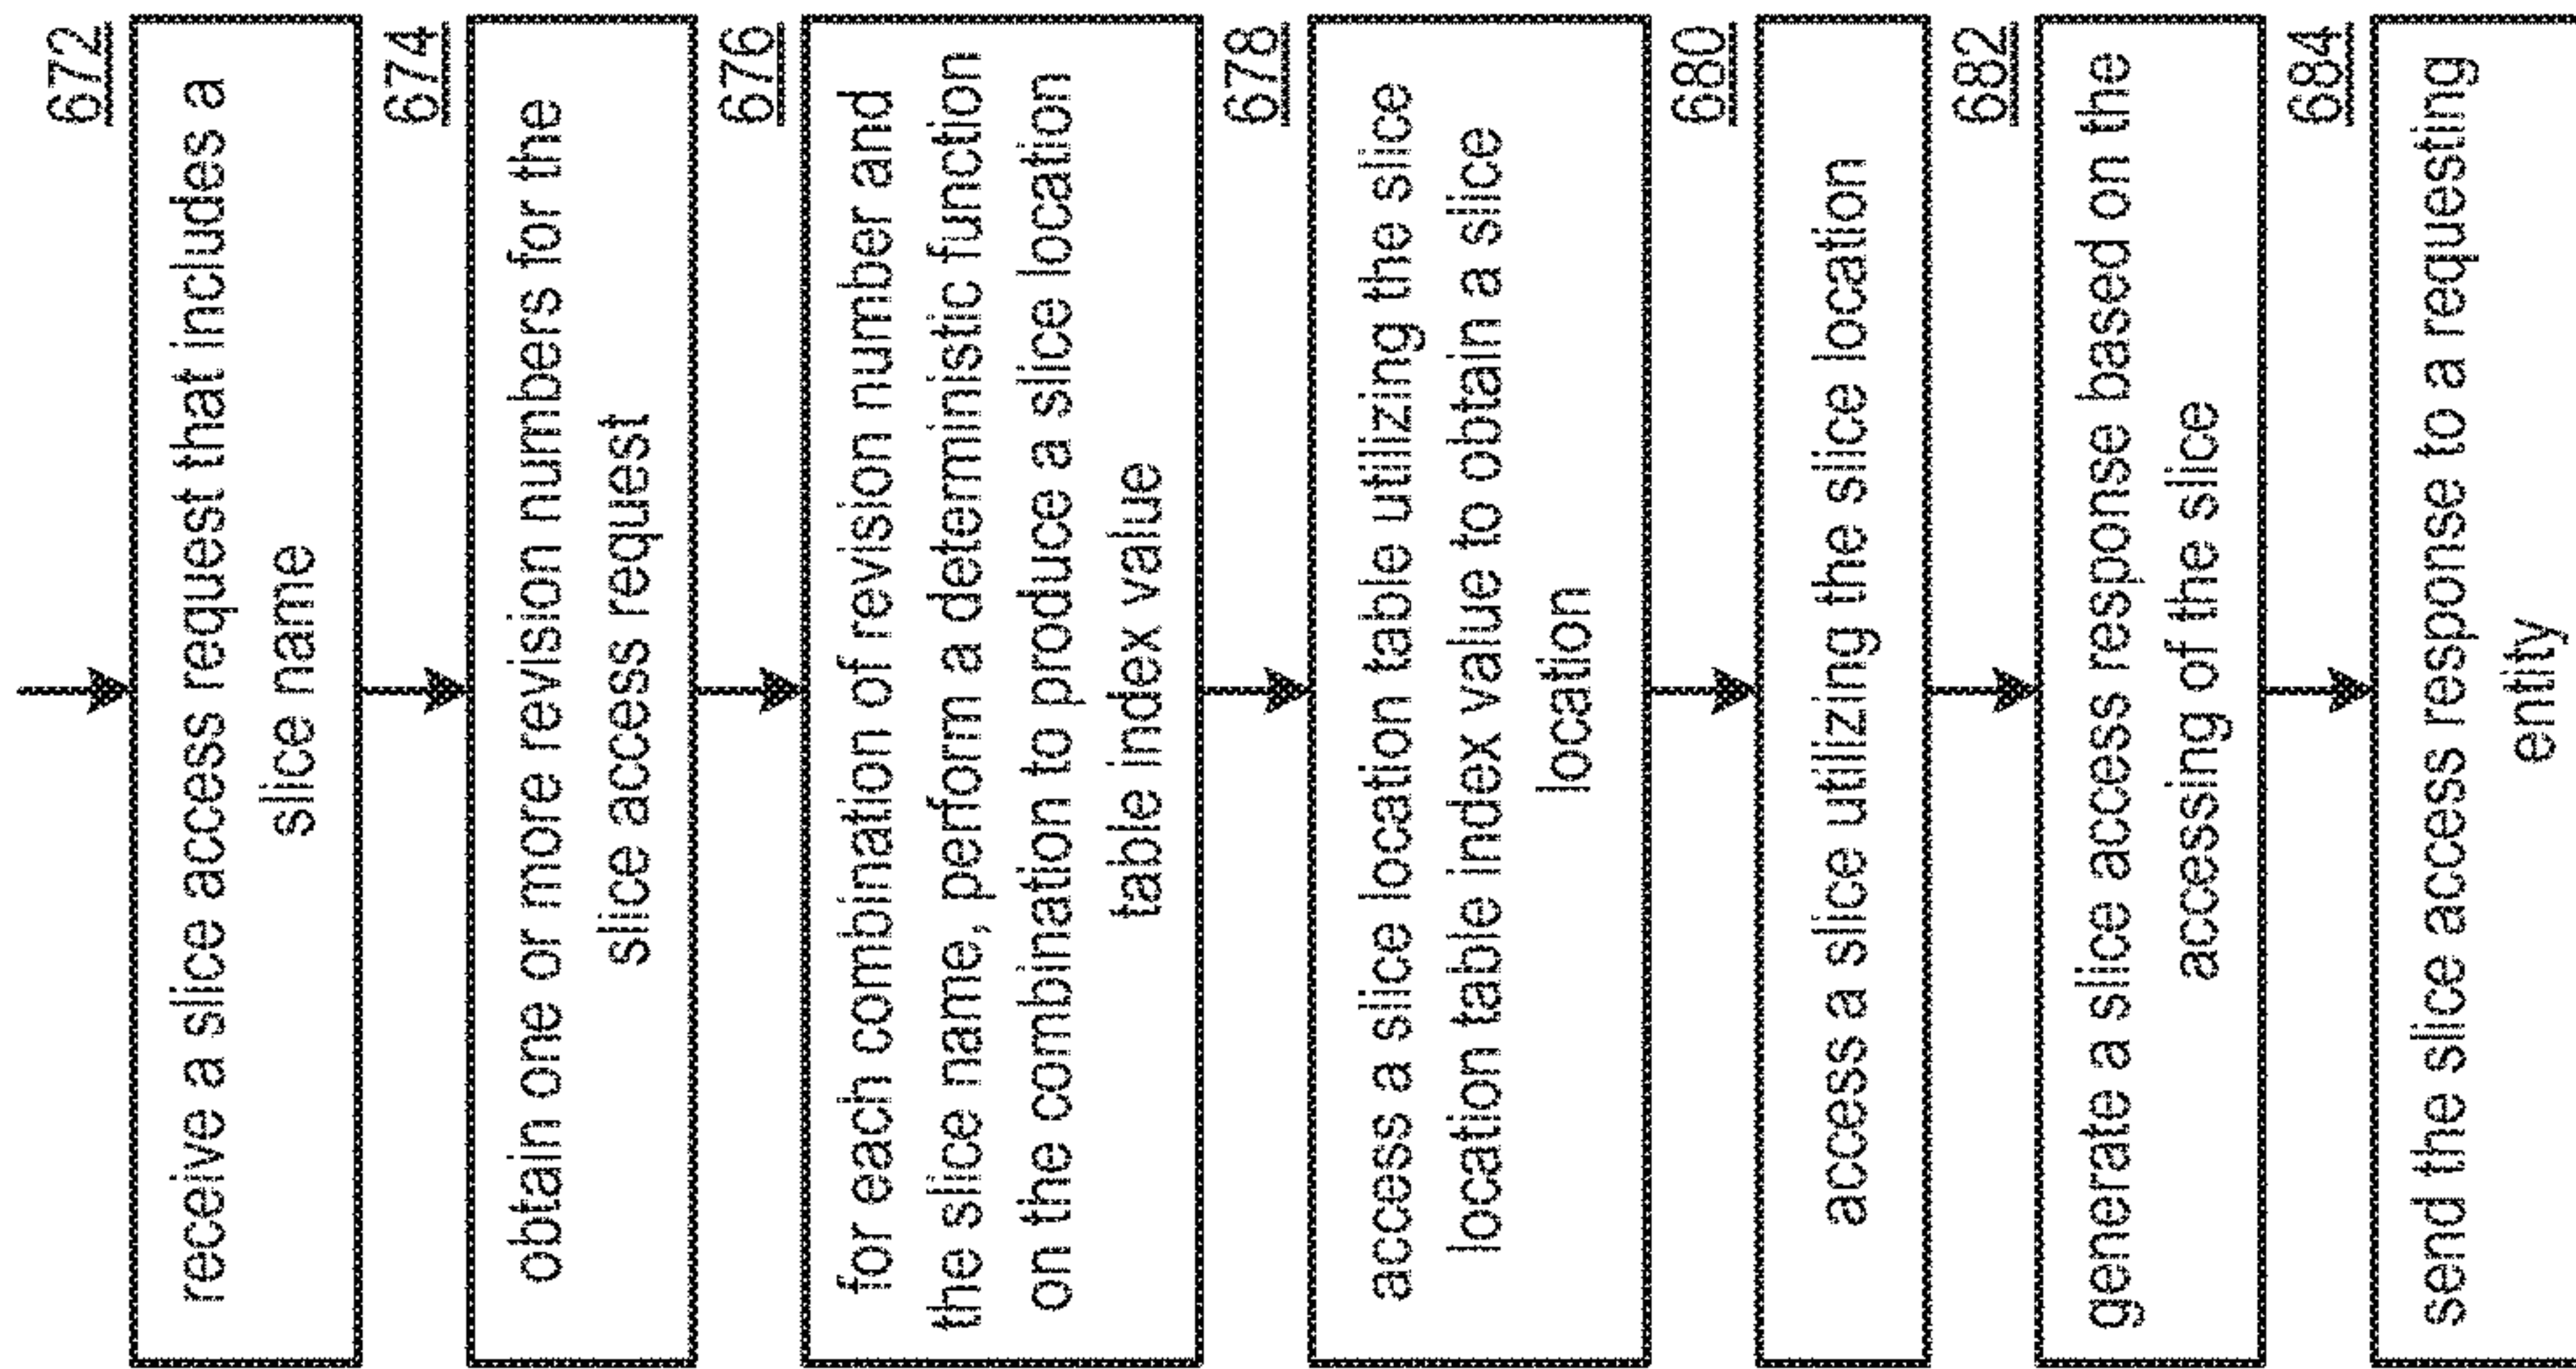 672
receive a slice access request that includes a
slice name
674
obtain one or more revision numbers for the
slice access request
676
for each combination of revision number and
the slice name, perform a deterministic function
on the combination to produce a slice location
table index value
678
access a slice location table utilizing the slice
location table index value to obtain a slice
location
680
access a slice utilizing the slice location
682
generate a slice access response based on the
accessing of the slice
684
send the slice access response to a requesting
entity